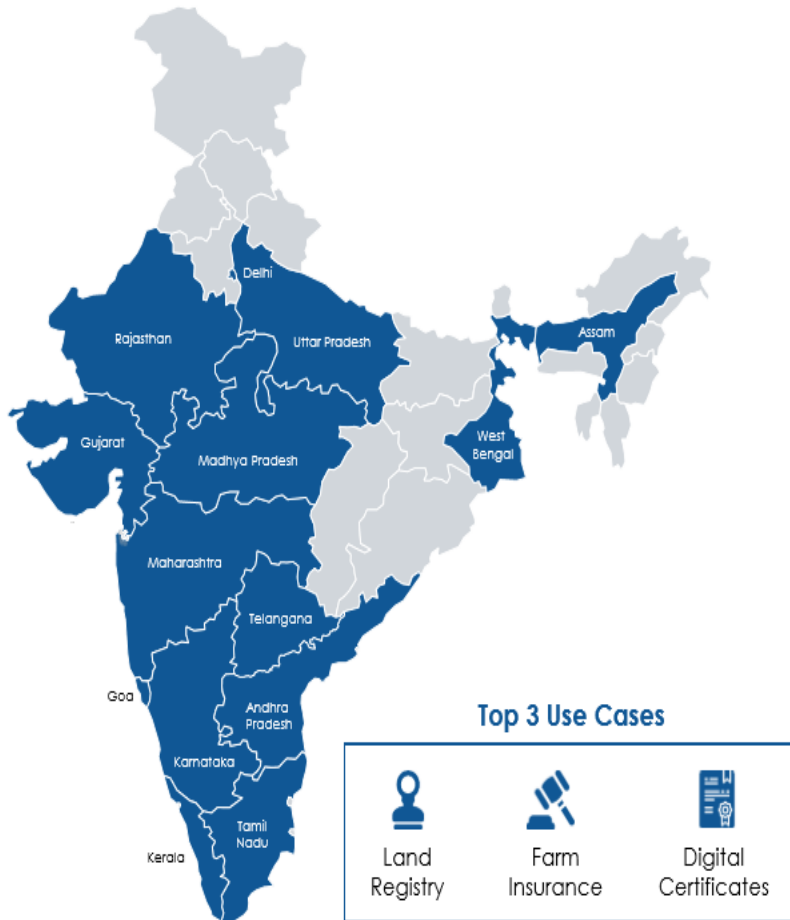 Delhi
Rajasthan
Uttar Pradesh
Assam
Gujarat
Madhya Pradesh
West
Bengal
Maharashtra
Telangana
Goa
Andhra
Pradesh
Karnataka
Tamil
Nadu
Kerala
Top 3 Use Cases
Land
Registry
Farm
Insurance
Digital
Certificates